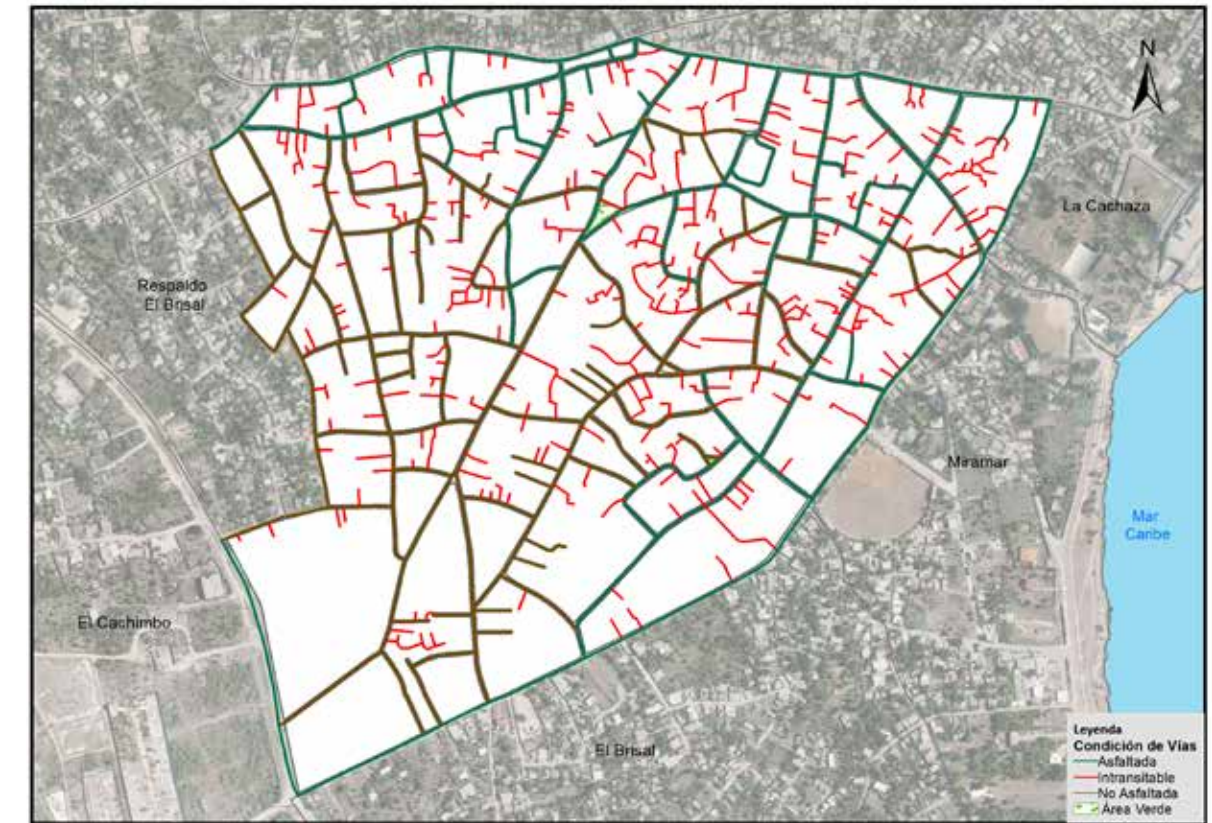 N
La Cachaza
Respaldo
El Brisal
Miramar
Mar
Caribe
El Cachimbo
El Brisal
Leyenda
Condición de Vías
Asfaltada
Intransitable
No Asfaltada
Área Verde